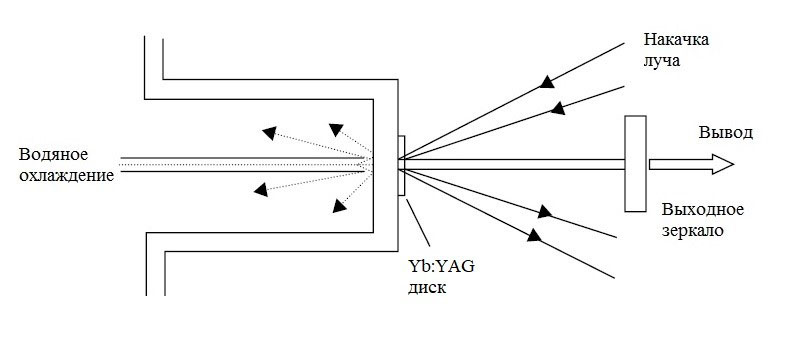 Накачка
луча
Вывод
Водяное
охлаждение
Выходное
зеркало
Yb:YAG
диск